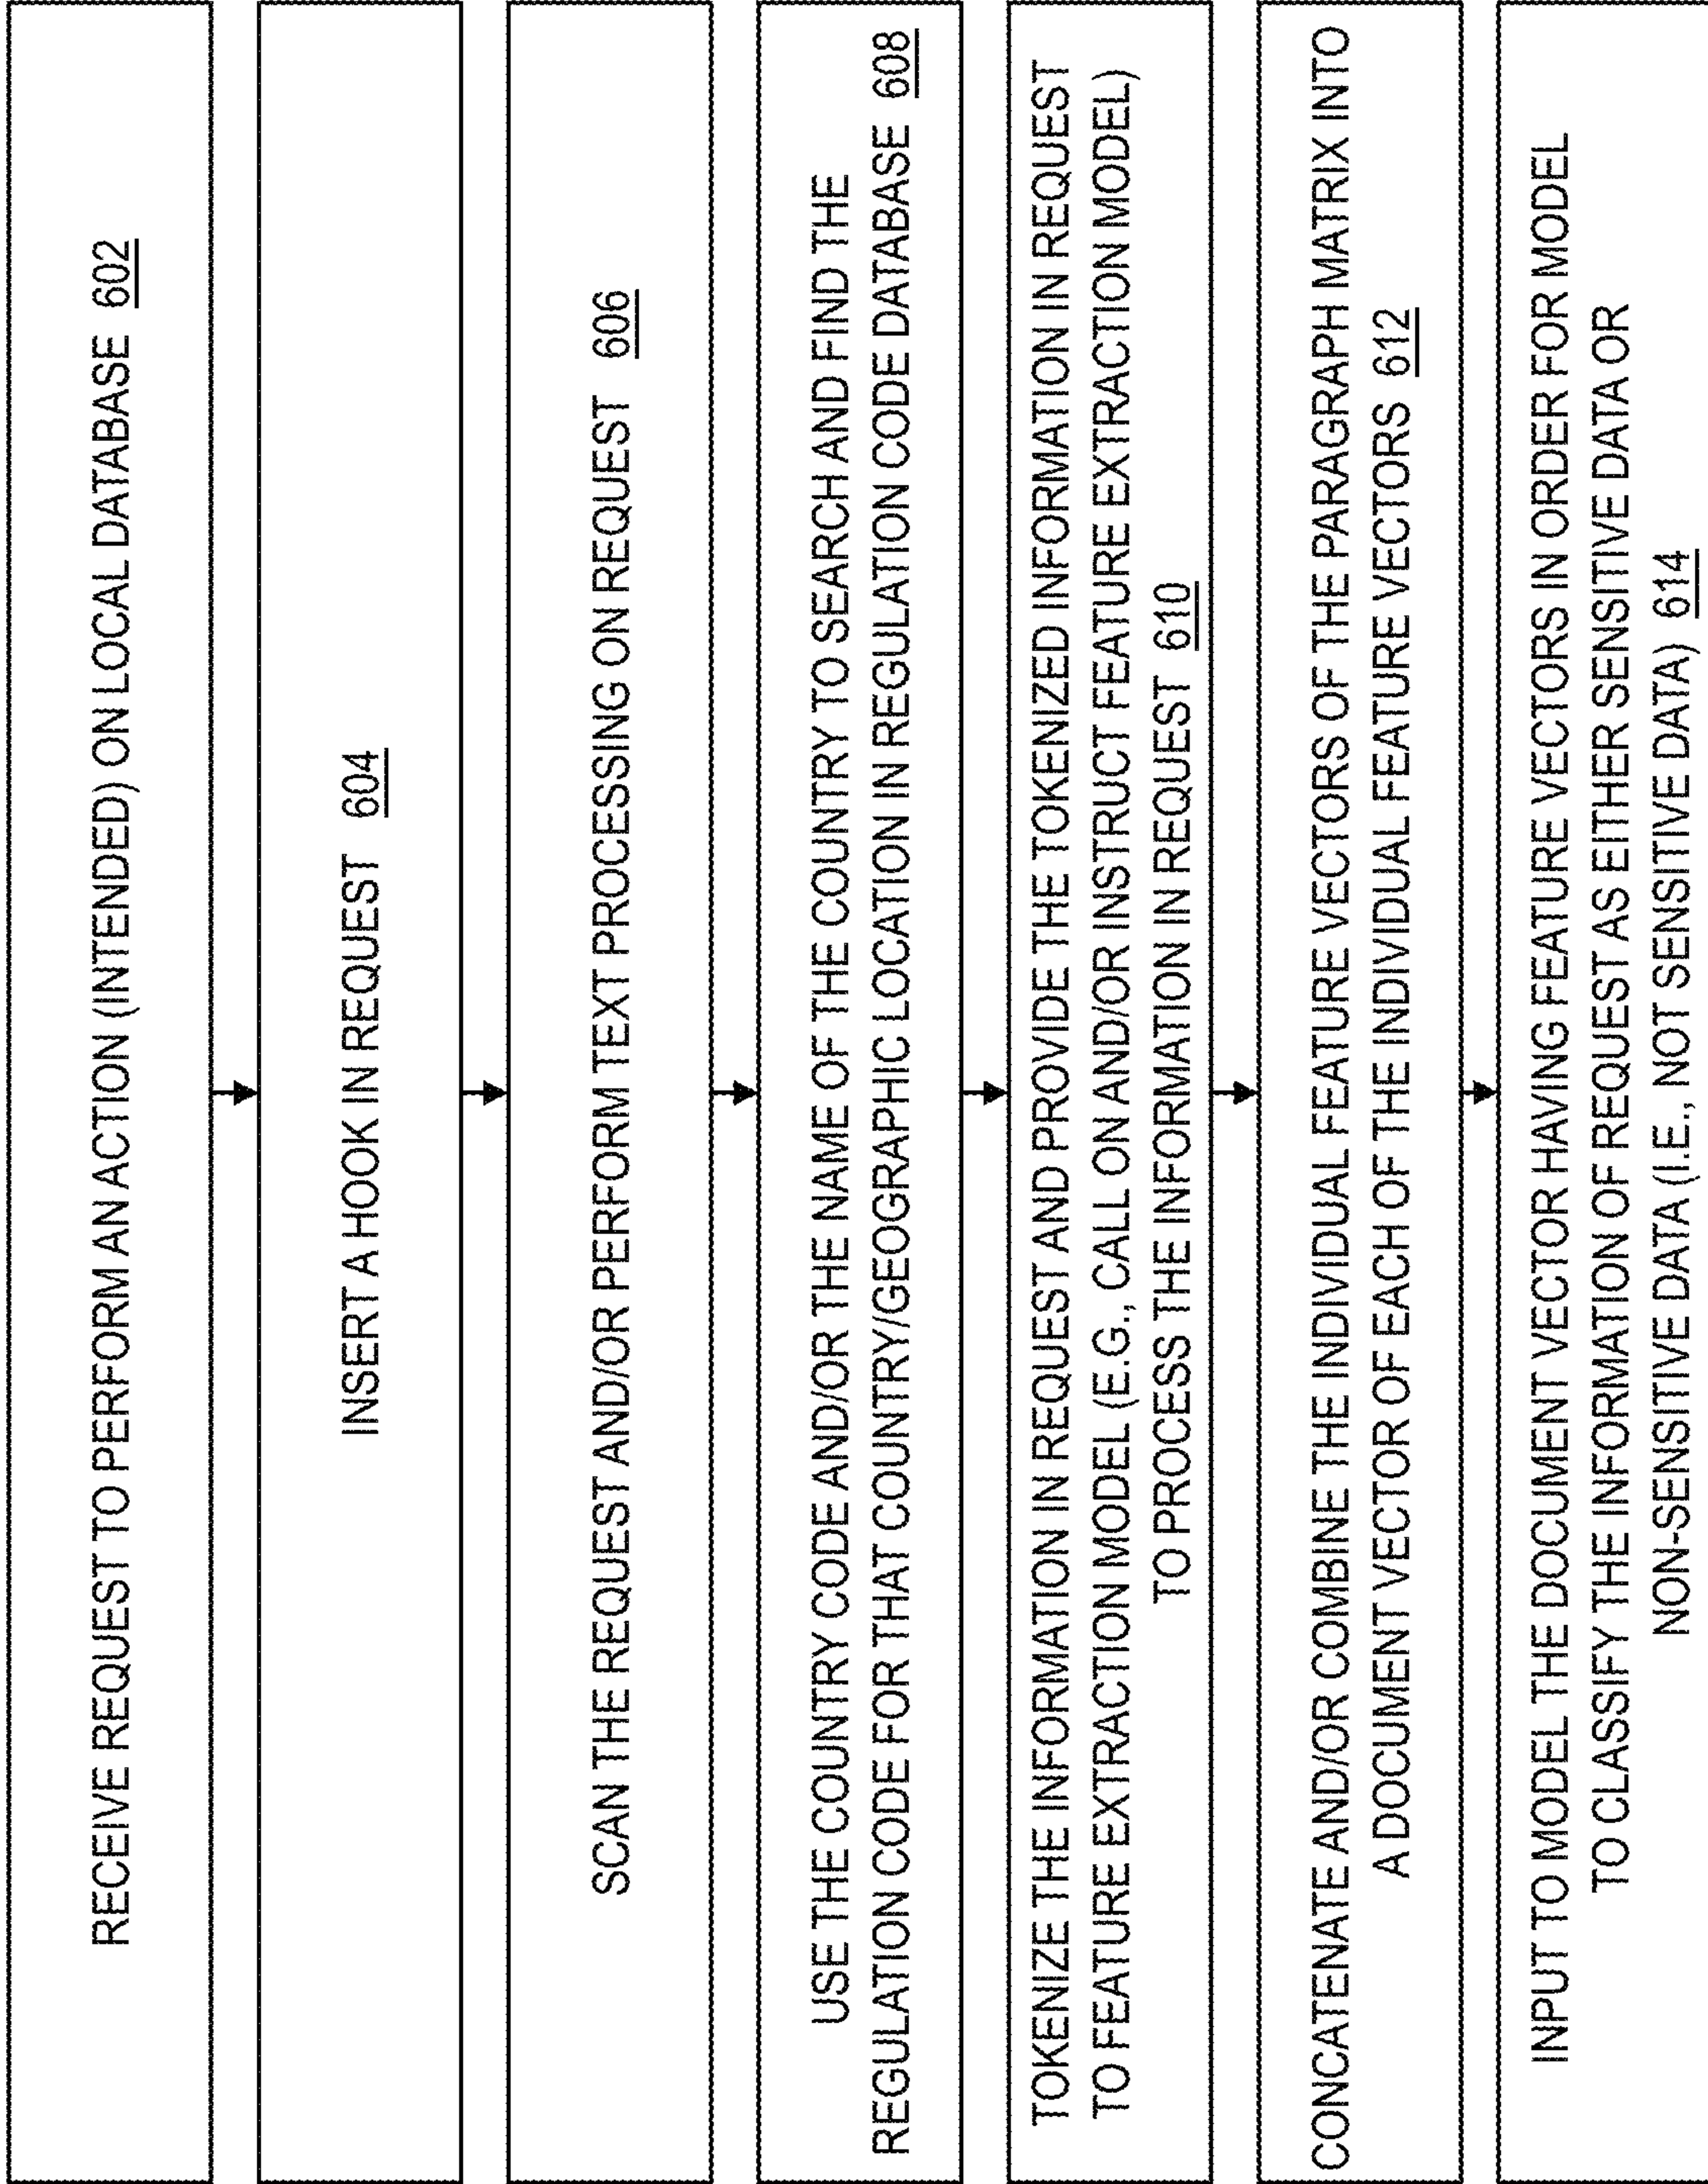 RECEIVE REQUEST TO PERFORM AN ACTION (INTENDED) ON LOCAL DATABASE 602
INSERT A HOOK IN REQUEST 604
SCAN THE REQUEST AND/OR PERFORM TEXT PROCESSING ON REQUEST 606
USE THE COUNTRY CODE AND/OR THE NAME OF THE COUNTRY TO SEARCH AND FIND THE
REGULATION CODE FOR THAT COUNTRY/GEOGRAPHIC LOCATION IN REGULATION CODE DATABASE 608
TOKENIZE THE INFORMATION IN REQUEST AND PROVIDE THE TOKENIZED INFORMATION IN REQUEST
TO FEATURE EXTRACTION MODEL (E.G., CALL ON AND/OR INSTRUCT FEATURE EXTRACTION MODEL)
TO PROCESS THE INFORMATION IN REQUEST 610
CONCATENATE AND/OR COMBINE THE INDIVIDUAL FEATURE VECTORS OF THE PARAGRAPH MATRIX INTO
A DOCUMENT VECTOR OF EACH OF THE INDIVIDUAL FEATURE VECTORS 612
INPUT TO MODEL THE DOCUMENT VECTOR HAVING FEATURE VECTORS IN ORDER FOR MODEL
TO CLASSIFY THE INFORMATION OF REQUEST AS EITHER SENSITIVE DATA OR
NON-SENSITIVE DATA (I.E., NOT SENSITIVE DATA) 614